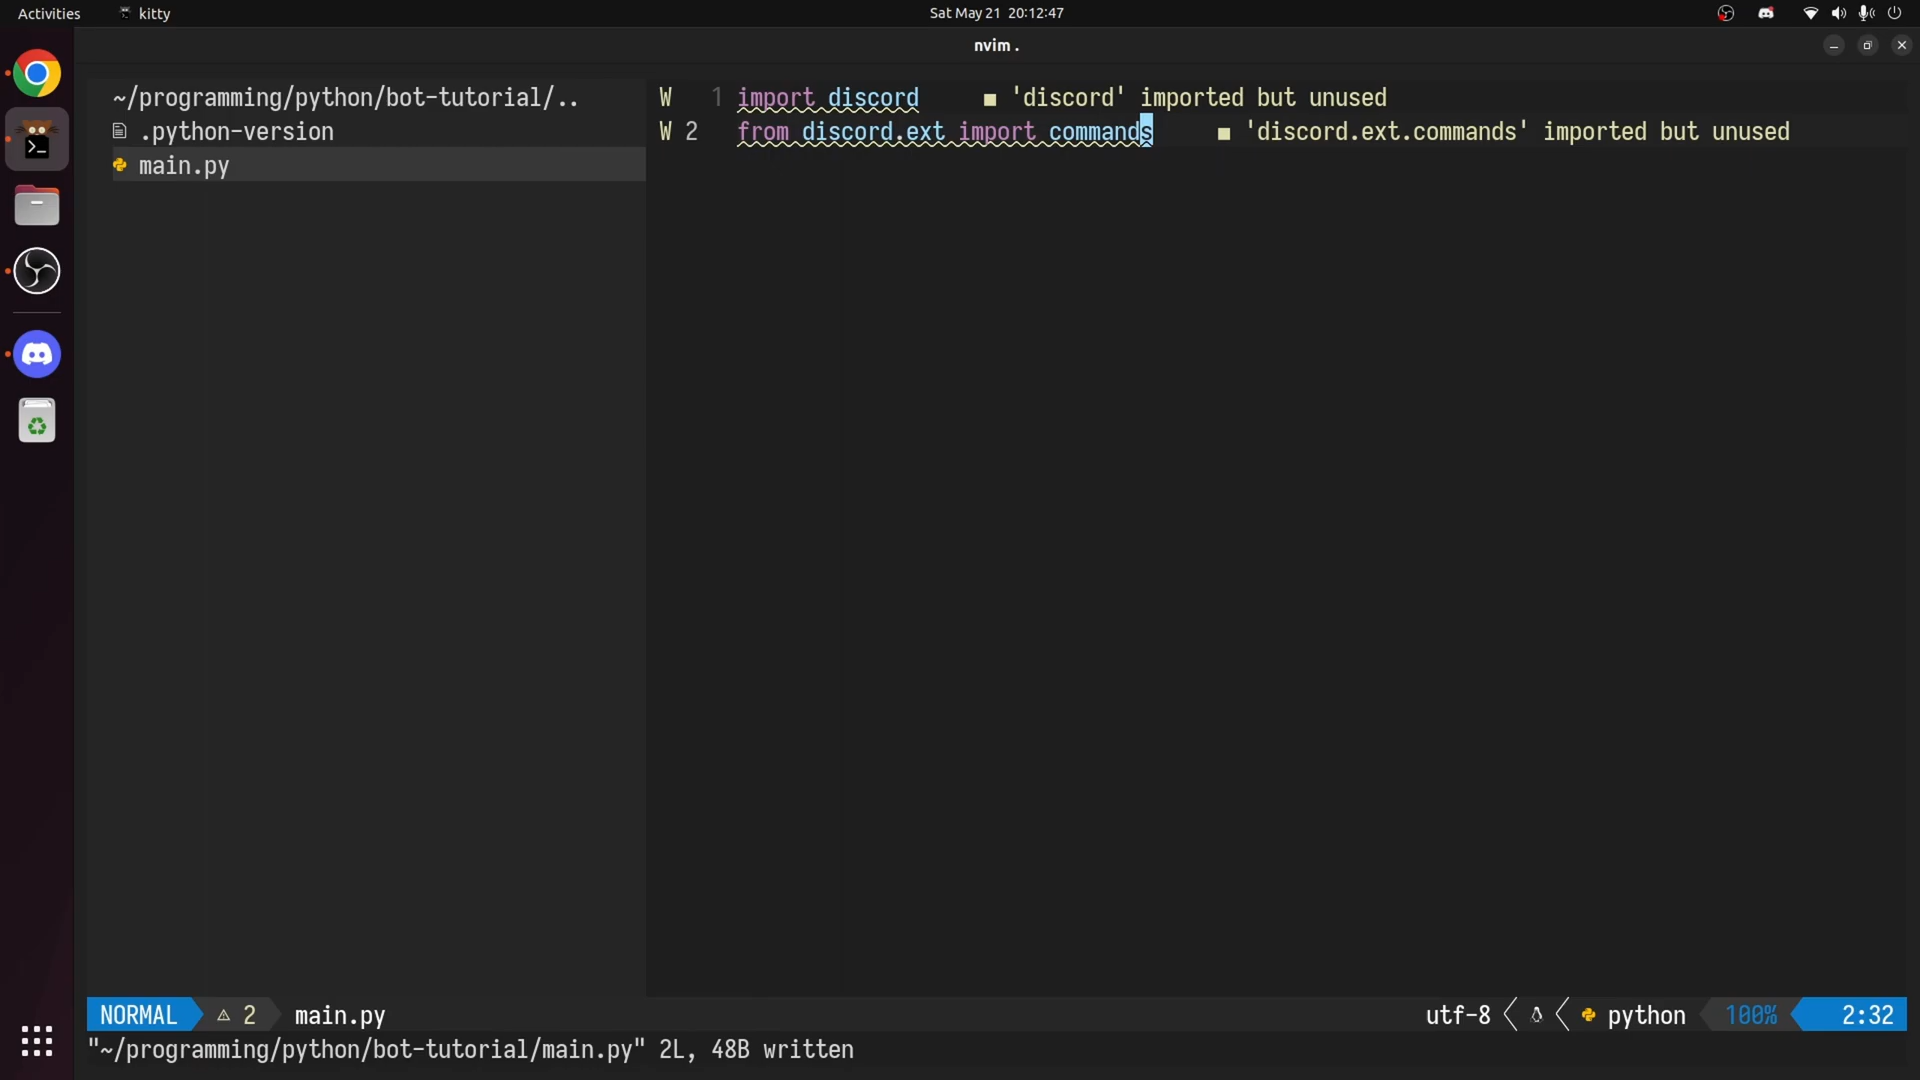 Activities kitty Sat May 21 20:12:47
nvim .
~/programming/python/bot-tutorial/..
.python-version
main.py
W 1 import discord ■ 'discord' imported but unused
W 2 from discord.ext import commands ■ 'discord.ext.commands' imported but unused
NORMAL ⚠ 2 main.py utf-8 python 100% 2:32
"~/programming/python/bot-tutorial/main.py" 2L, 48B written